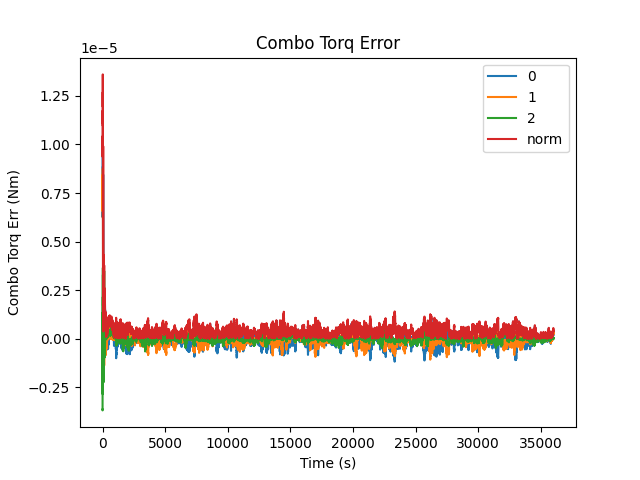 Combo Torq Error
1e−5
0
1
2
norm
1.25
1.00
0.75
0.50
0.25
0.00
−0.25
Combo Torq Err (Nm)
0 5000 10000 15000 20000 25000 30000 35000
Time (s)